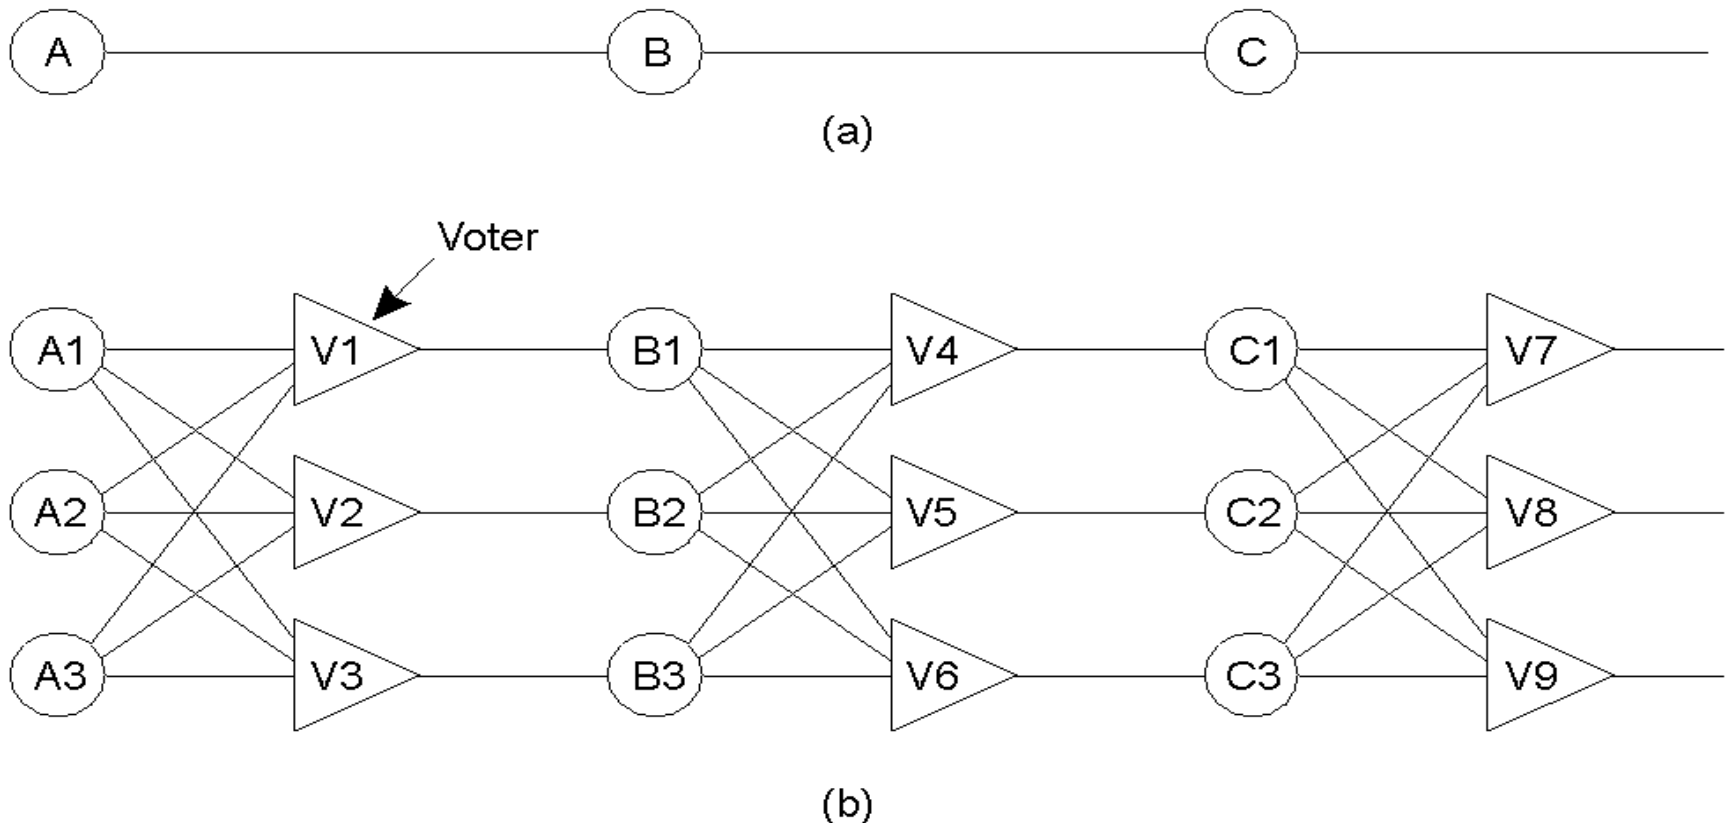 A B C
(a)
Voter
A1 V1 B1 V4 C1 V7
A2 V2 B2 V5 C2 V8
A3 V3 B3 V6 C3 V9
(b)